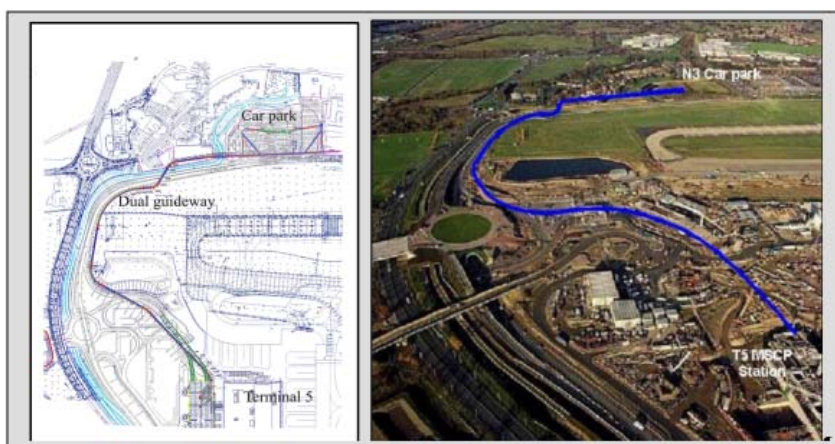 Car park
Dual guideway
Terminal 5
N3 Car park
T5 MSCP
Station